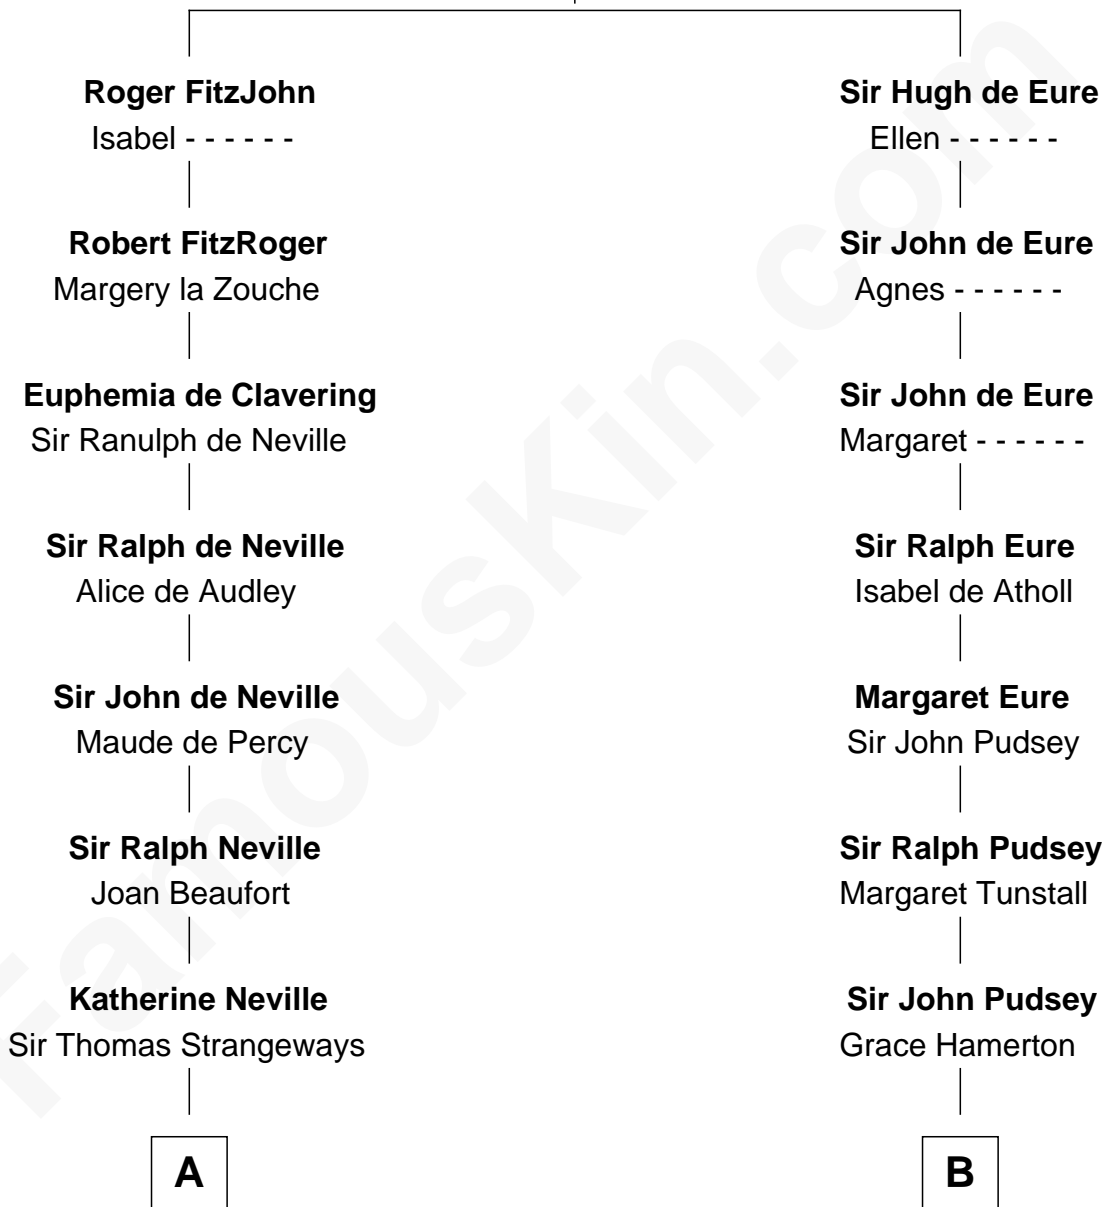 Roger FitzJohn
Isabel - - - - - -
Robert FitzRoger
Margery la Zouche
Euphemia de Clavering
Sir Ranulph de Neville
Sir Ralph de Neville
Alice de Audley
Sir John de Neville
Maude de Percy
Sir Ralph Neville
Joan Beaufort
Katherine Neville
Sir Thomas Strangeways
A
Sir Hugh de Eure
Ellen - - - - - -
Sir John de Eure
Agnes - - - - - -
Sir John de Eure
Margaret - - - - - -
Sir Ralph Eure
Isabel de Atholl
Margaret Eure
Sir John Pudsey
Sir Ralph Pudsey
Margaret Tunstall
Sir John Pudsey
Grace Hamerton
B
FamousKin.com